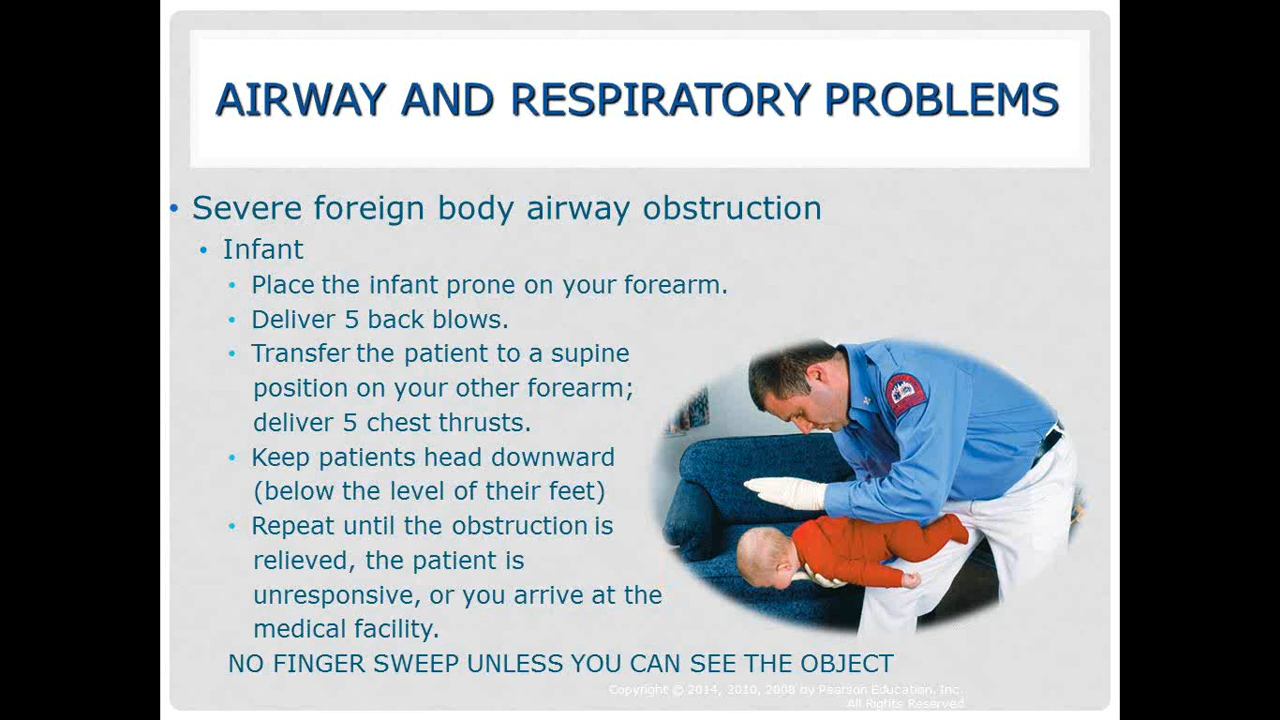 AIRWAY AND RESPIRATORY PROBLEMS
• Severe foreign body airway obstruction
• Infant
• Place the infant prone on your forearm.
• Deliver 5 back blows.
• Transfer the patient to a supine
position on your other forearm;
deliver 5 chest thrusts.
• Keep patients head downward
(below the level of their feet)
• Repeat until the obstruction is
relieved, the patient is
unresponsive, or you arrive at the
medical facility.
NO FINGER SWEEP UNLESS YOU CAN SEE THE OBJECT
Copyright © 2014, 2010, 2008 by Pearson Education, Inc.
All Rights Reserved